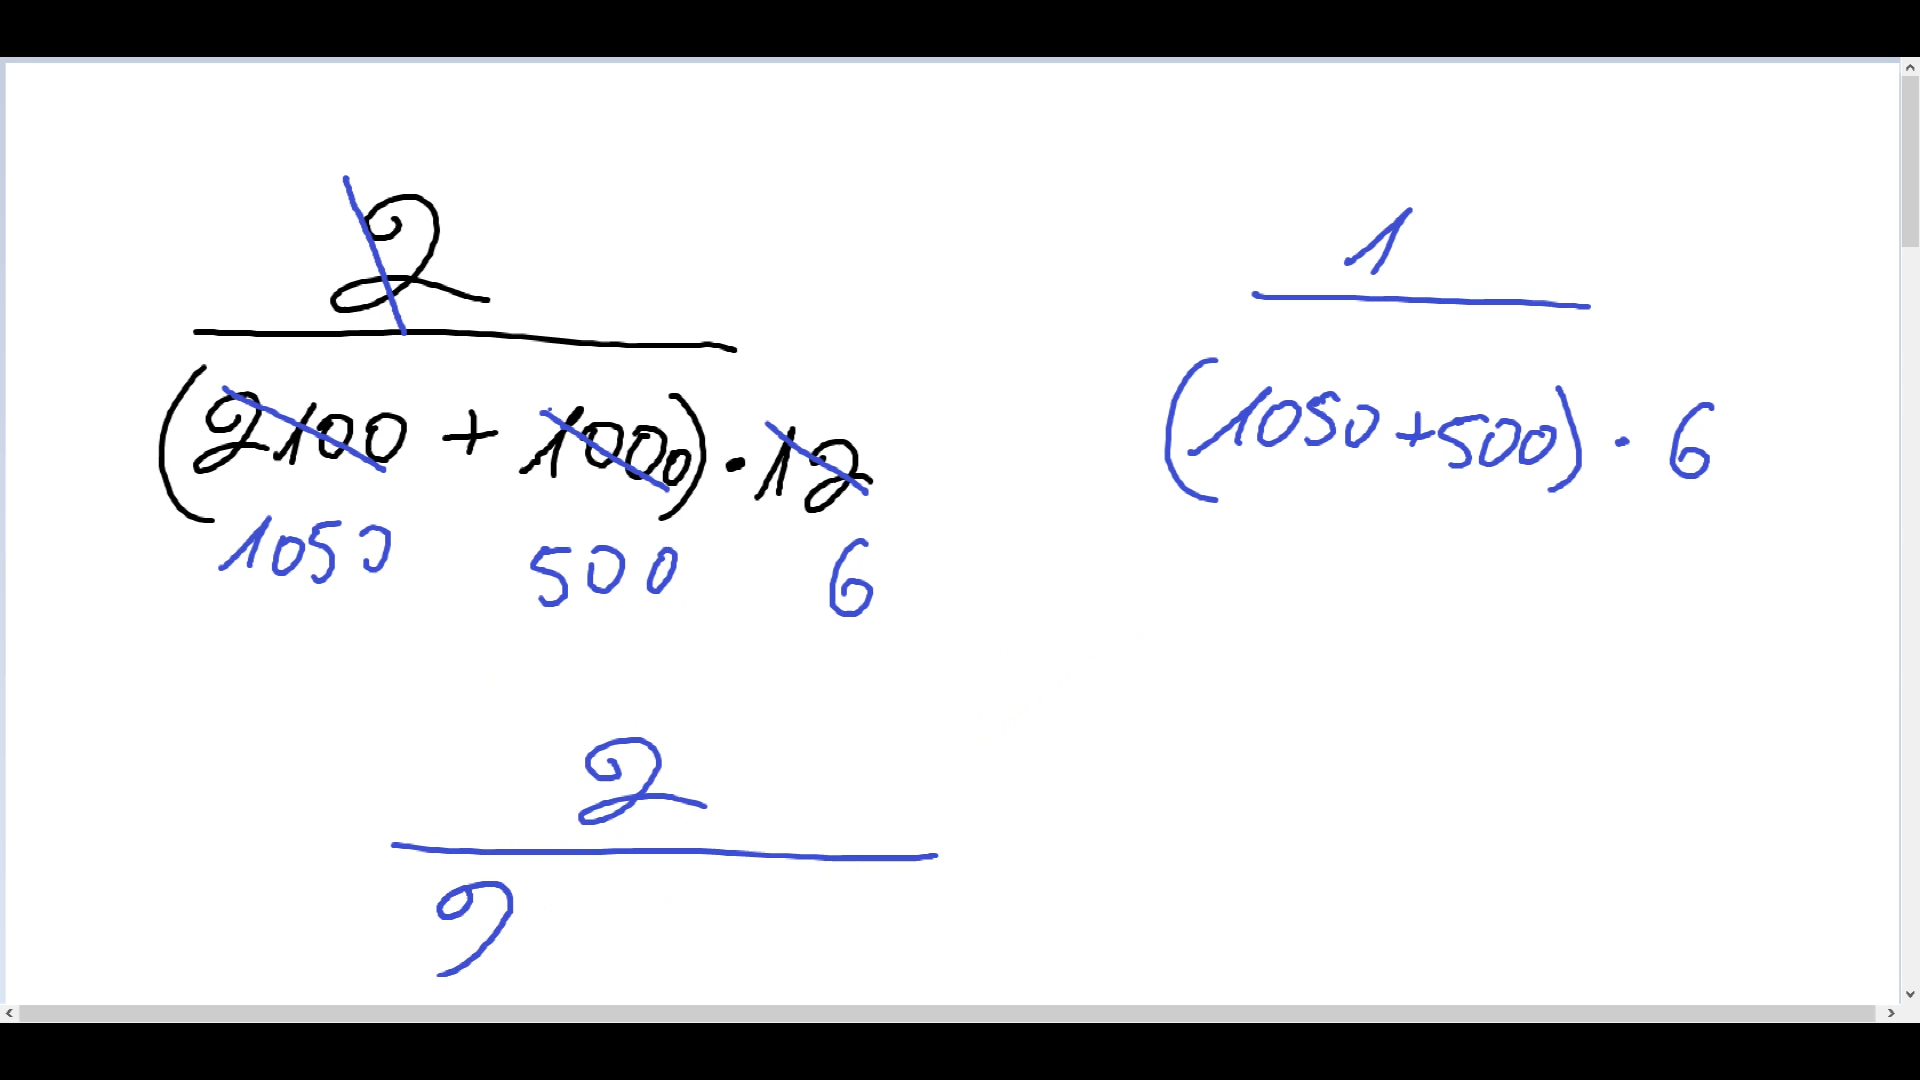 2
(2100 + 1000) · 12
1050 500 6
1
(1050 + 500) · 6
2